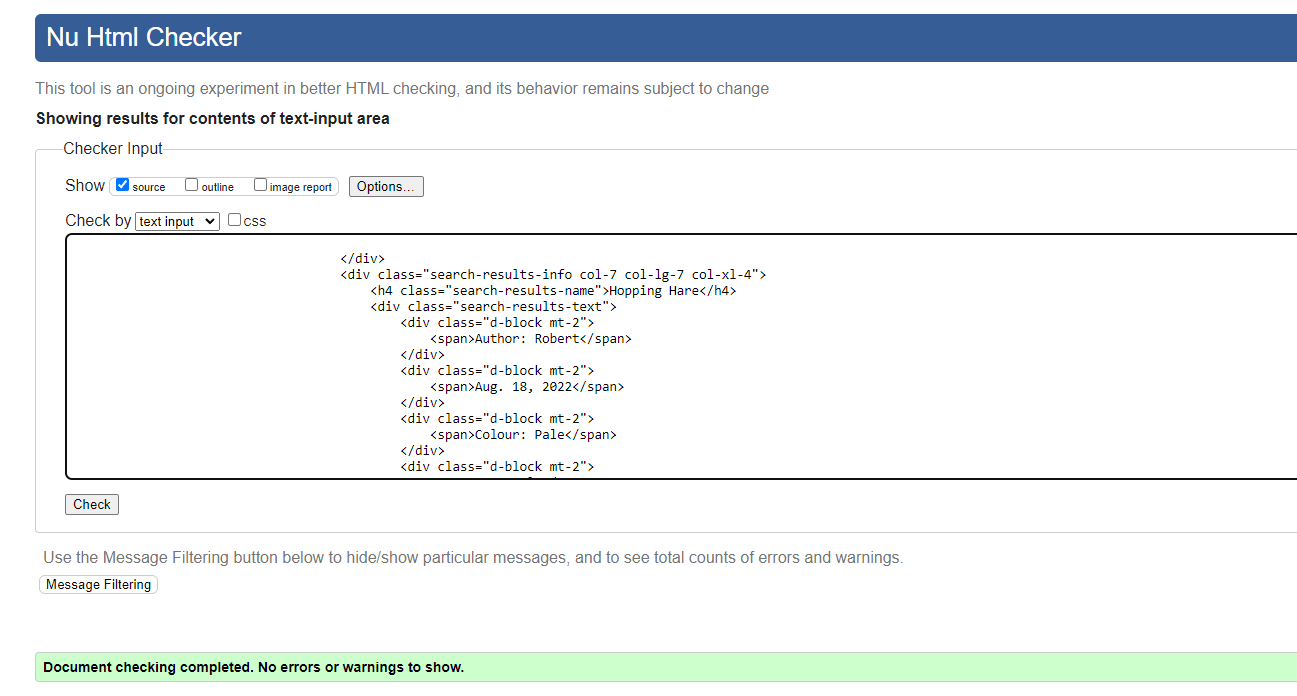 Nu Html Checker
This tool is an ongoing experiment in better HTML checking, and its behavior remains subject to change
Showing results for contents of text-input area
Checker Input
Show source outline image report Options...
Check by text input css
</div>
<div class="search-results-info col-7 col-lg-7 col-xl-4">
<h4 class="search-results-name">Hopping Hare</h4>
<div class="search-results-text">
<div class="d-block mt-2">
<span>Author: Robert</span>
</div>
<div class="d-block mt-2">
<span>Aug. 18, 2022</span>
</div>
<div class="d-block mt-2">
<span>Colour: Pale</span>
</div>
<div class="d-block mt-2">
Check
Use the Message Filtering button below to hide/show particular messages, and to see total counts of errors and warnings.
Message Filtering
Document checking completed. No errors or warnings to show.